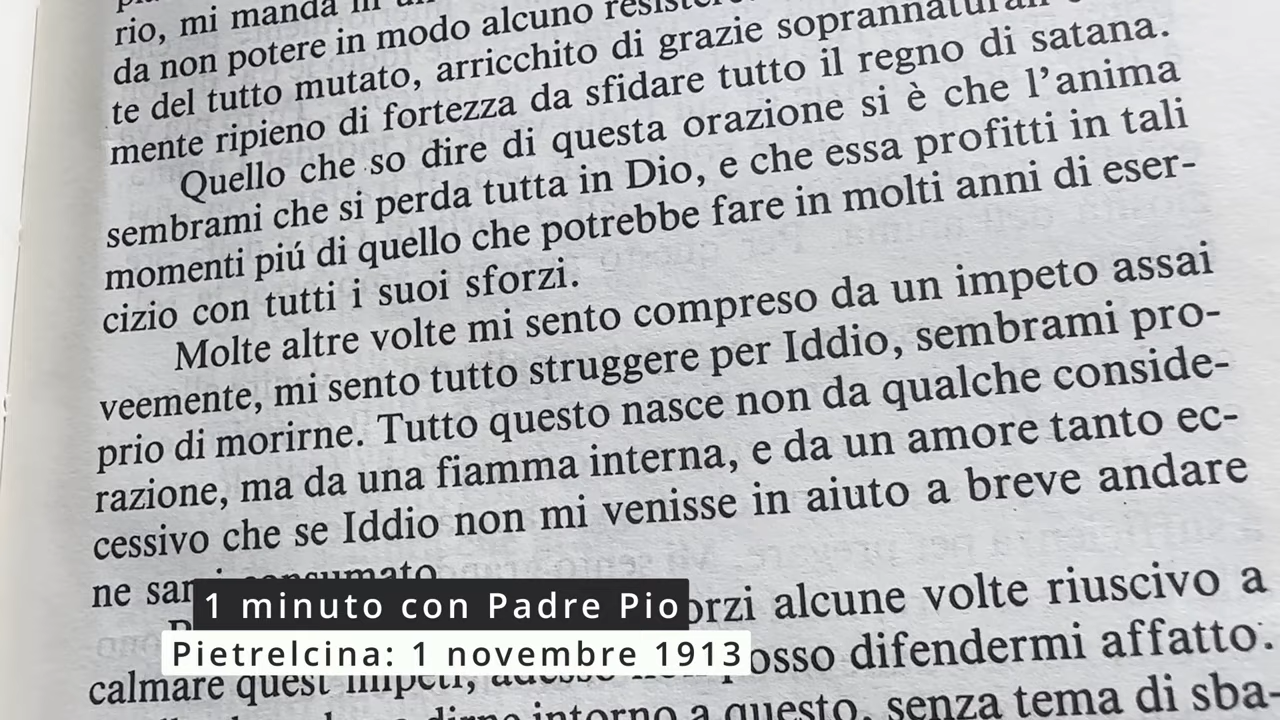 rio, mi manda in un
da non potere in modo alcuno
te del tutto mutato, arricchito di grazie
mente ripieno di fortezza da sfidare tutto il regno di satana.
Quello che so dire di questa orazione si è che l'anima
sembrami che si perda tutta in Dio, e che essa profitti in tali
momenti piú di quello che potrebbe fare in molti anni di eser-
cizio con tutti i suoi sforzi.
Molte altre volte mi sento compreso da un impeto assai
veemente, mi sento tutto struggere per Iddio, sembrami pro-
prio di morirne. Tutto questo nasce non da qualche conside-
razione, ma da una fiamma interna, e da un amore tanto ec-
cessivo che se Iddio non mi venisse in aiuto a breve andare
ne sarei consumato
1 minuto con Padre Pio
orzi alcune volte riuscivo a
Pietrelcina: 1 novembre 1913
osso difendermi affatto.
calmare quest impeti,
intorno a questo, senza tema di sba-